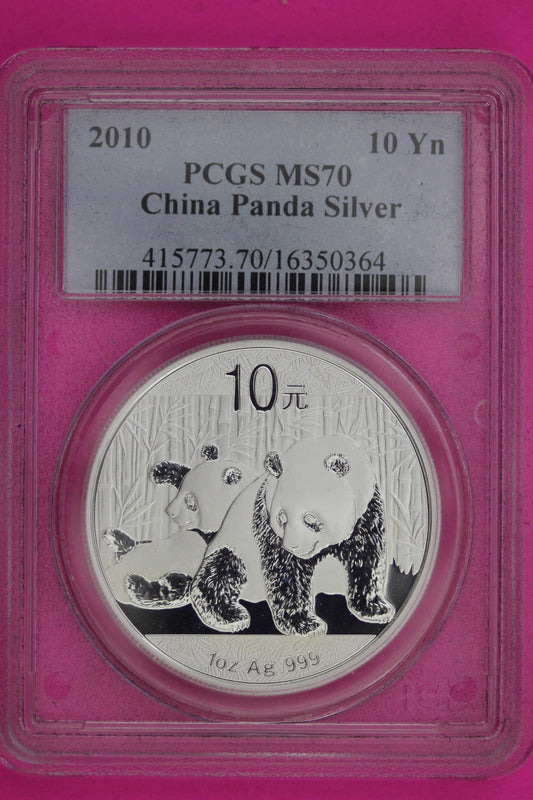 2010 10 Yn
PCGS MS70
China Panda Silver
415773.70/16350364
10元
1oz Ag 999